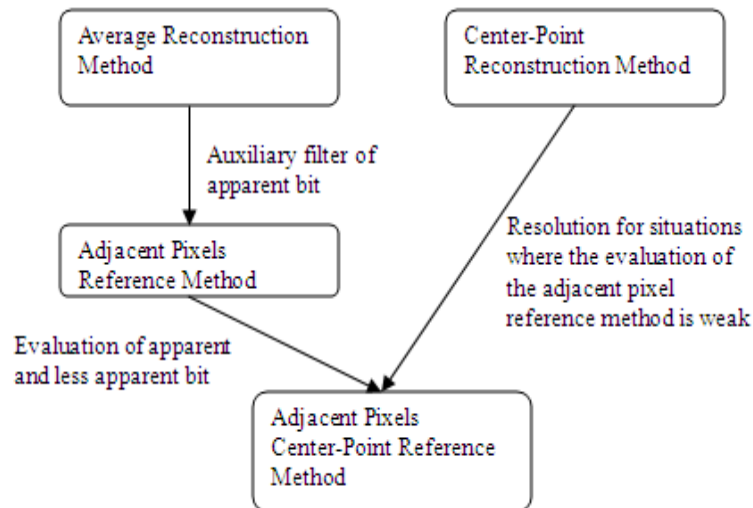 Average Reconstruction
Method
Center-Point
Reconstruction Method
Auxiliary filter of
apparent bit
Adjacent Pixels
Reference Method
Resolution for situations
where the evaluation of
the adjacent pixel
reference method is weak
Evaluation of apparent
and less apparent bit
Adjacent Pixels
Center-Point Reference
Method